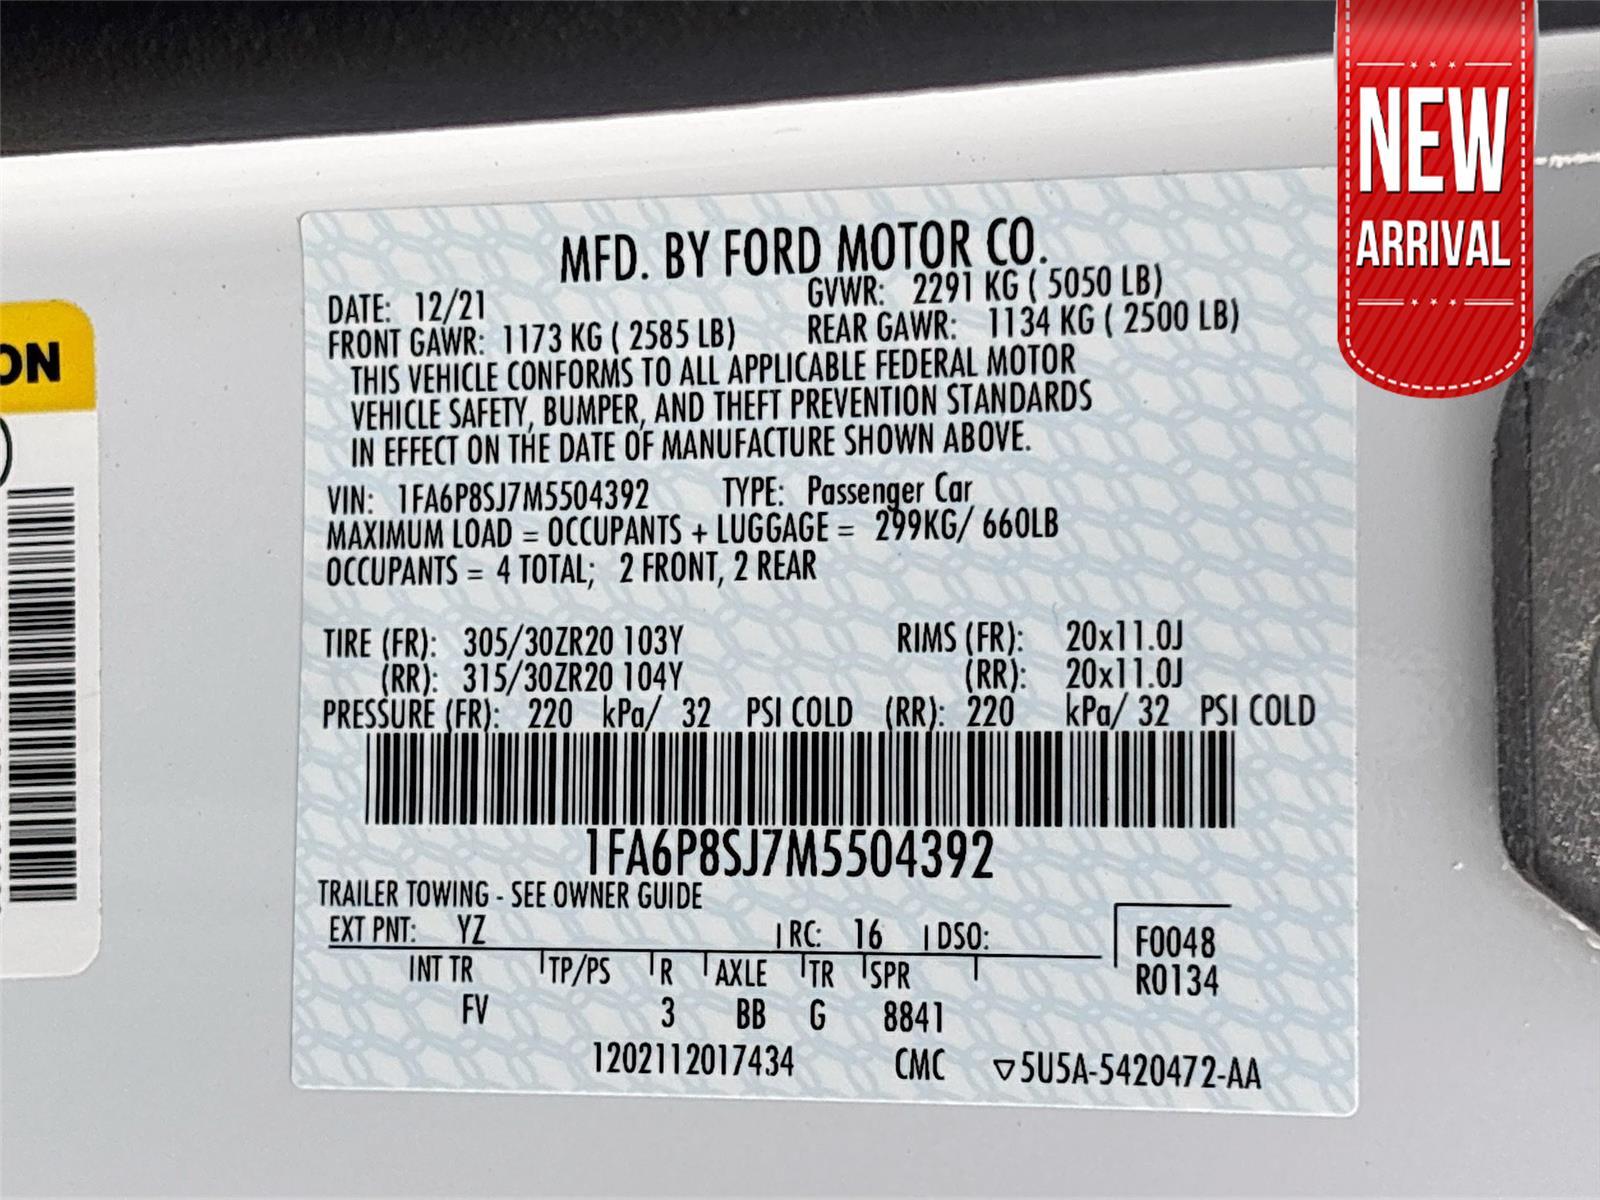 NEW
ARRIVAL
ON
MFD. BY FORD MOTOR CO.
DATE: 12/21 GVWR: 2291 KG ( 5050 LB)
FRONT GAWR: 1173 KG ( 2585 LB) REAR GAWR: 1134 KG ( 2500 LB)
THIS VEHICLE CONFORMS TO ALL APPLICABLE FEDERAL MOTOR
VEHICLE SAFETY, BUMPER, AND THEFT PREVENTION STANDARDS
IN EFFECT ON THE DATE OF MANUFACTURE SHOWN ABOVE.
VIN: 1FA6P8SJ7M5504392 TYPE: Passenger Car
MAXIMUM LOAD = OCCUPANTS + LUGGAGE = 299KG/ 660LB
OCCUPANTS = 4 TOTAL; 2 FRONT, 2 REAR
TIRE (FR): 305/30ZR20 103Y RIMS (FR): 20x11.0J
(RR): 315/30ZR20 104Y (RR): 20x11.0J
PRESSURE (FR): 220 kPa/ 32 PSI COLD (RR): 220 kPa/ 32 PSI COLD
1FA6P8SJ7M5504392
TRAILER TOWING - SEE OWNER GUIDE
EXT PNT: YZ RC: 16 DSO: F0048
INT TR TP/PS R AXLE TR SPR R0134
FV 3 BB G 8841
1202112017434 CMC ▽5U5A-5420472-AA